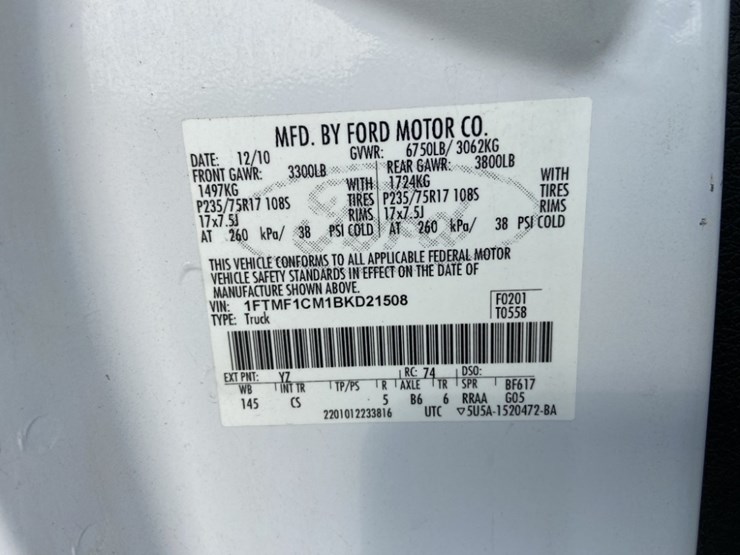 MFD. BY FORD MOTOR CO.
DATE: 12/10 GVWR: 6750LB/ 3062KG
FRONT GAWR: 3300LB REAR GAWR: 3800LB
1497KG WITH 1724KG WITH
P235/75R17 108S TIRES P235/75R17 108S TIRES
17x7.5J RIMS 17x7.5J RIMS
AT 260 kPa/ 38 PSI COLD AT 260 kPa/ 38 PSI COLD
Ford
THIS VEHICLE CONFORMS TO ALL APPLICABLE FEDERAL MOTOR
VEHICLE SAFETY STANDARDS IN EFFECT ON THE DATE OF
MANUFACTURE SHOWN ABOVE.
VIN: 1FTMF1CM1BKD21508 F0201
TYPE: Truck T0558
EXT PNT: YZ RC: 74 DSO:
WB INT TR TP/PS R AXLE TR SPR BF617
145 CS 5 B6 6 RRAA G05
2201012233816 UTC ▽5U5A-1520472-BA